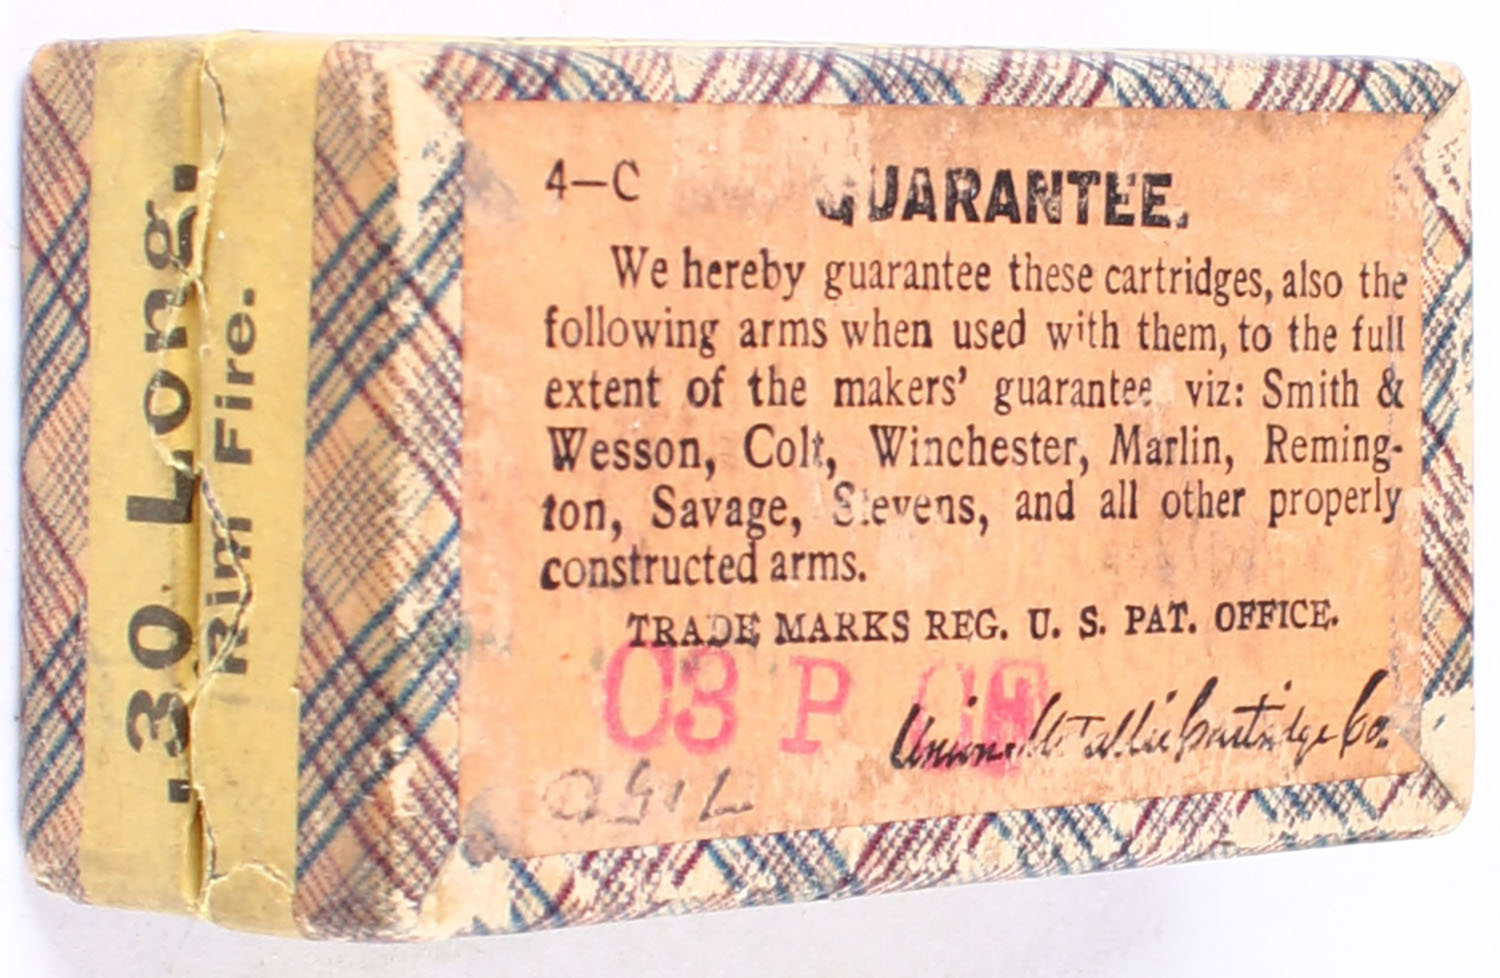 .30 Long.
Rim Fire.
4—C
GUARANTEE.
We hereby guarantee these cartridges, also the
following arms when used with them, to the full
extent of the makers' guarantee viz: Smith &
Wesson, Colt, Winchester, Marlin, Reming-
ton, Savage, Stevens, and all other properly
constructed arms.
TRADE MARKS REG. U. S. PAT. OFFICE.
C3 P
Union Metallic Cartridge Co.